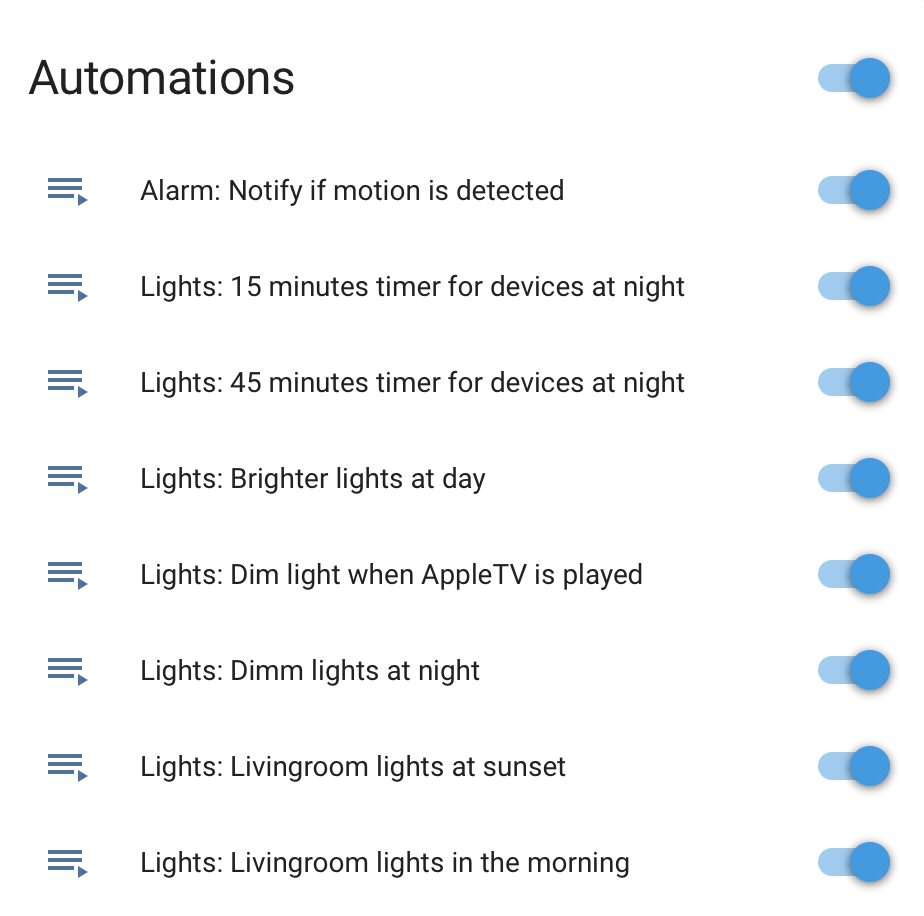 Automations
Alarm: Notify if motion is detected
Lights: 15 minutes timer for devices at night
Lights: 45 minutes timer for devices at night
Lights: Brighter lights at day
Lights: Dim light when AppleTV is played
Lights: Dimm lights at night
Lights: Livingroom lights at sunset
Lights: Livingroom lights in the morning